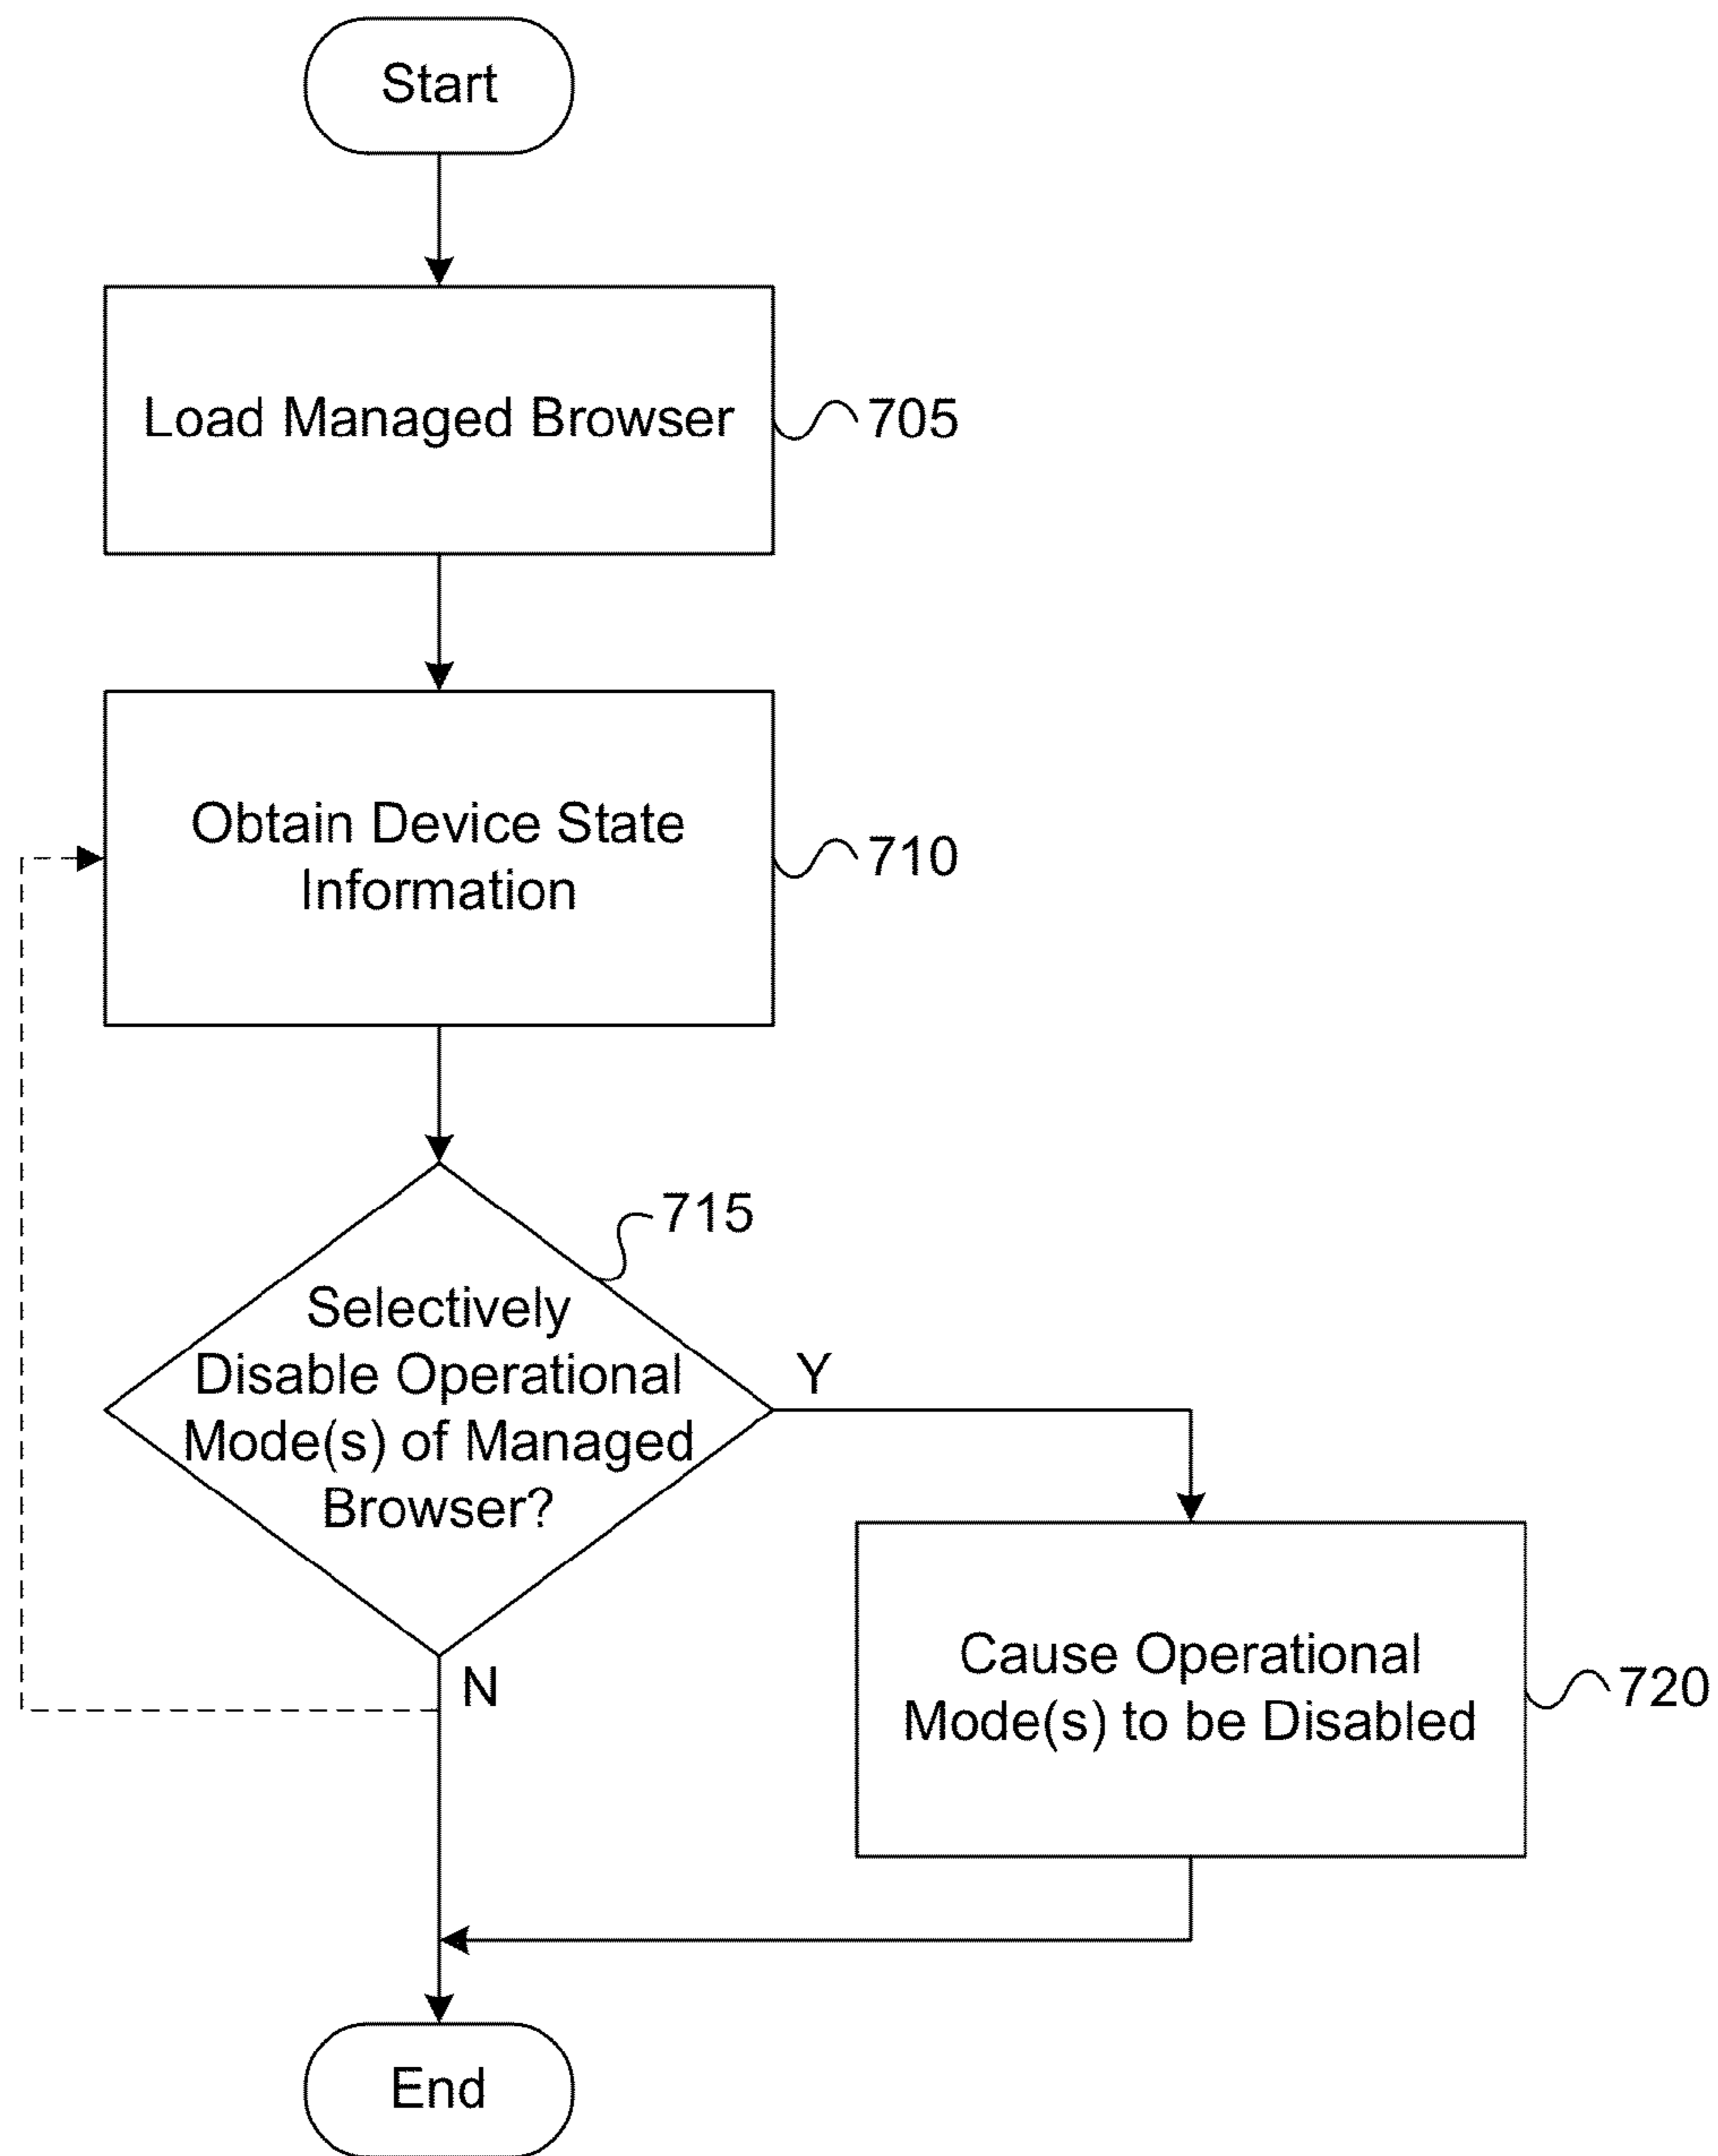 Start
Load Managed Browser
705
Obtain Device State
Information
710
715
Selectively
Disable Operational
Mode(s) of Managed
Browser?
Y
N
Cause Operational
Mode(s) to be Disabled
720
End